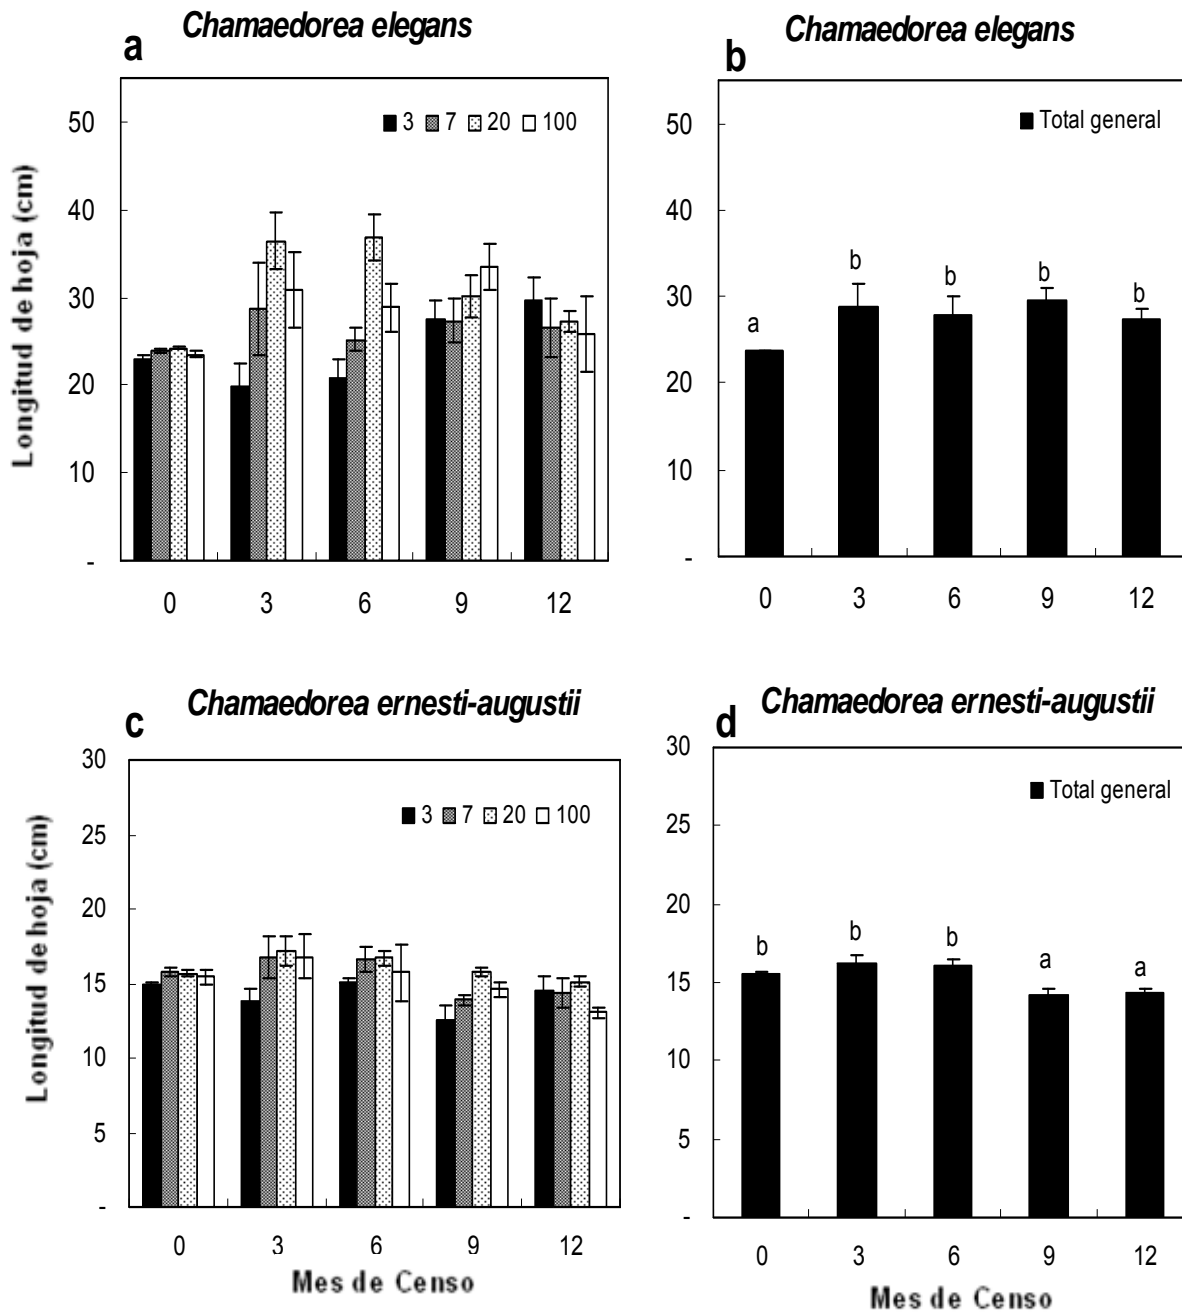 Chamaedorea elegans
a
3 7 20 100
50
40
30
20
10
-
0 3 6 9 12
Longitud de hoja (cm)
Chamaedorea elegans
b
Total general
50
40
30
20
10
-
a b b b b
0 3 6 9 12
Chamaedorea ernesti-augustii
c
3 7 20 100
30
25
20
15
10
5
-
0 3 6 9 12
Longitud de hoja (cm)
Mes de Censo
Chamaedorea ernesti-augustii
d
Total general
30
25
20
15
10
5
-
b b b a a
0 3 6 9 12
Mes de Censo